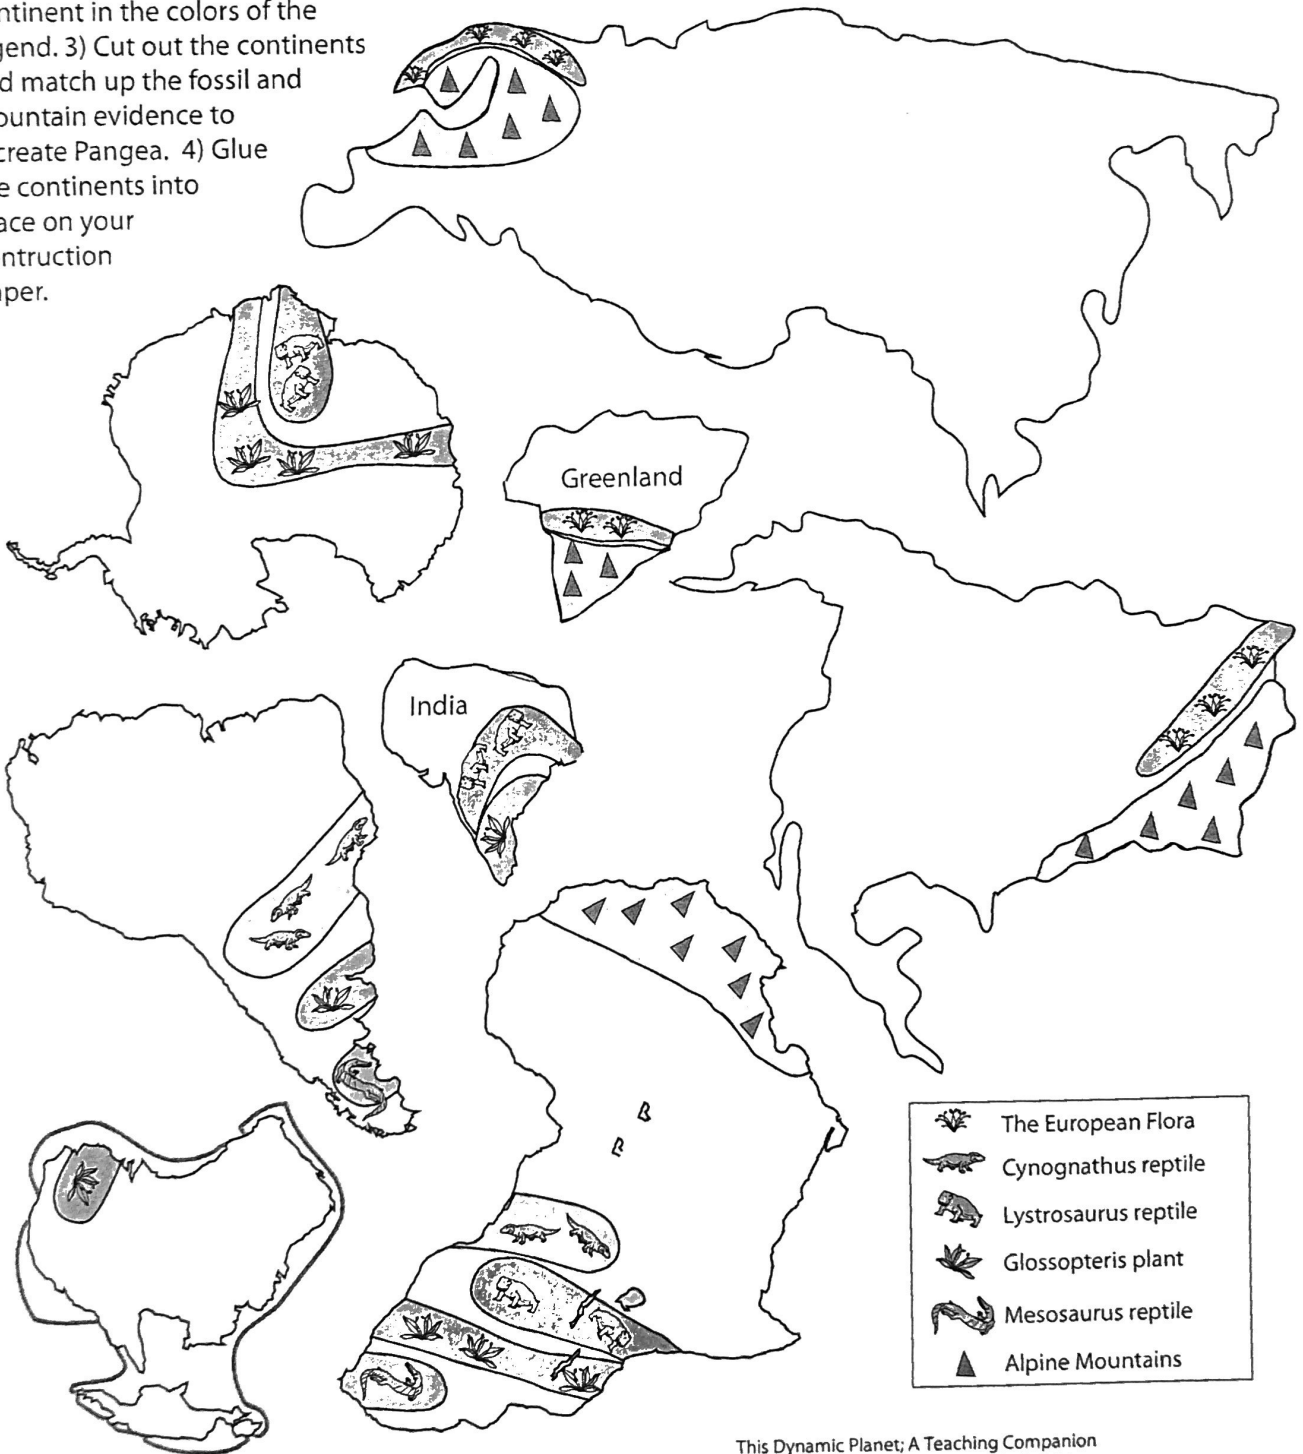 ntinent in the colors of the
gend. 3) Cut out the continents
d match up the fossil and
ountain evidence to
create Pangea. 4) Glue
e continents into
ace on your
ntruction
per.
Greenland
India
The European Flora
Cynognathus reptile
Lystrosaurus reptile
Glossopteris plant
Mesosaurus reptile
Alpine Mountains
This Dynamic Planet; A Teaching Companion